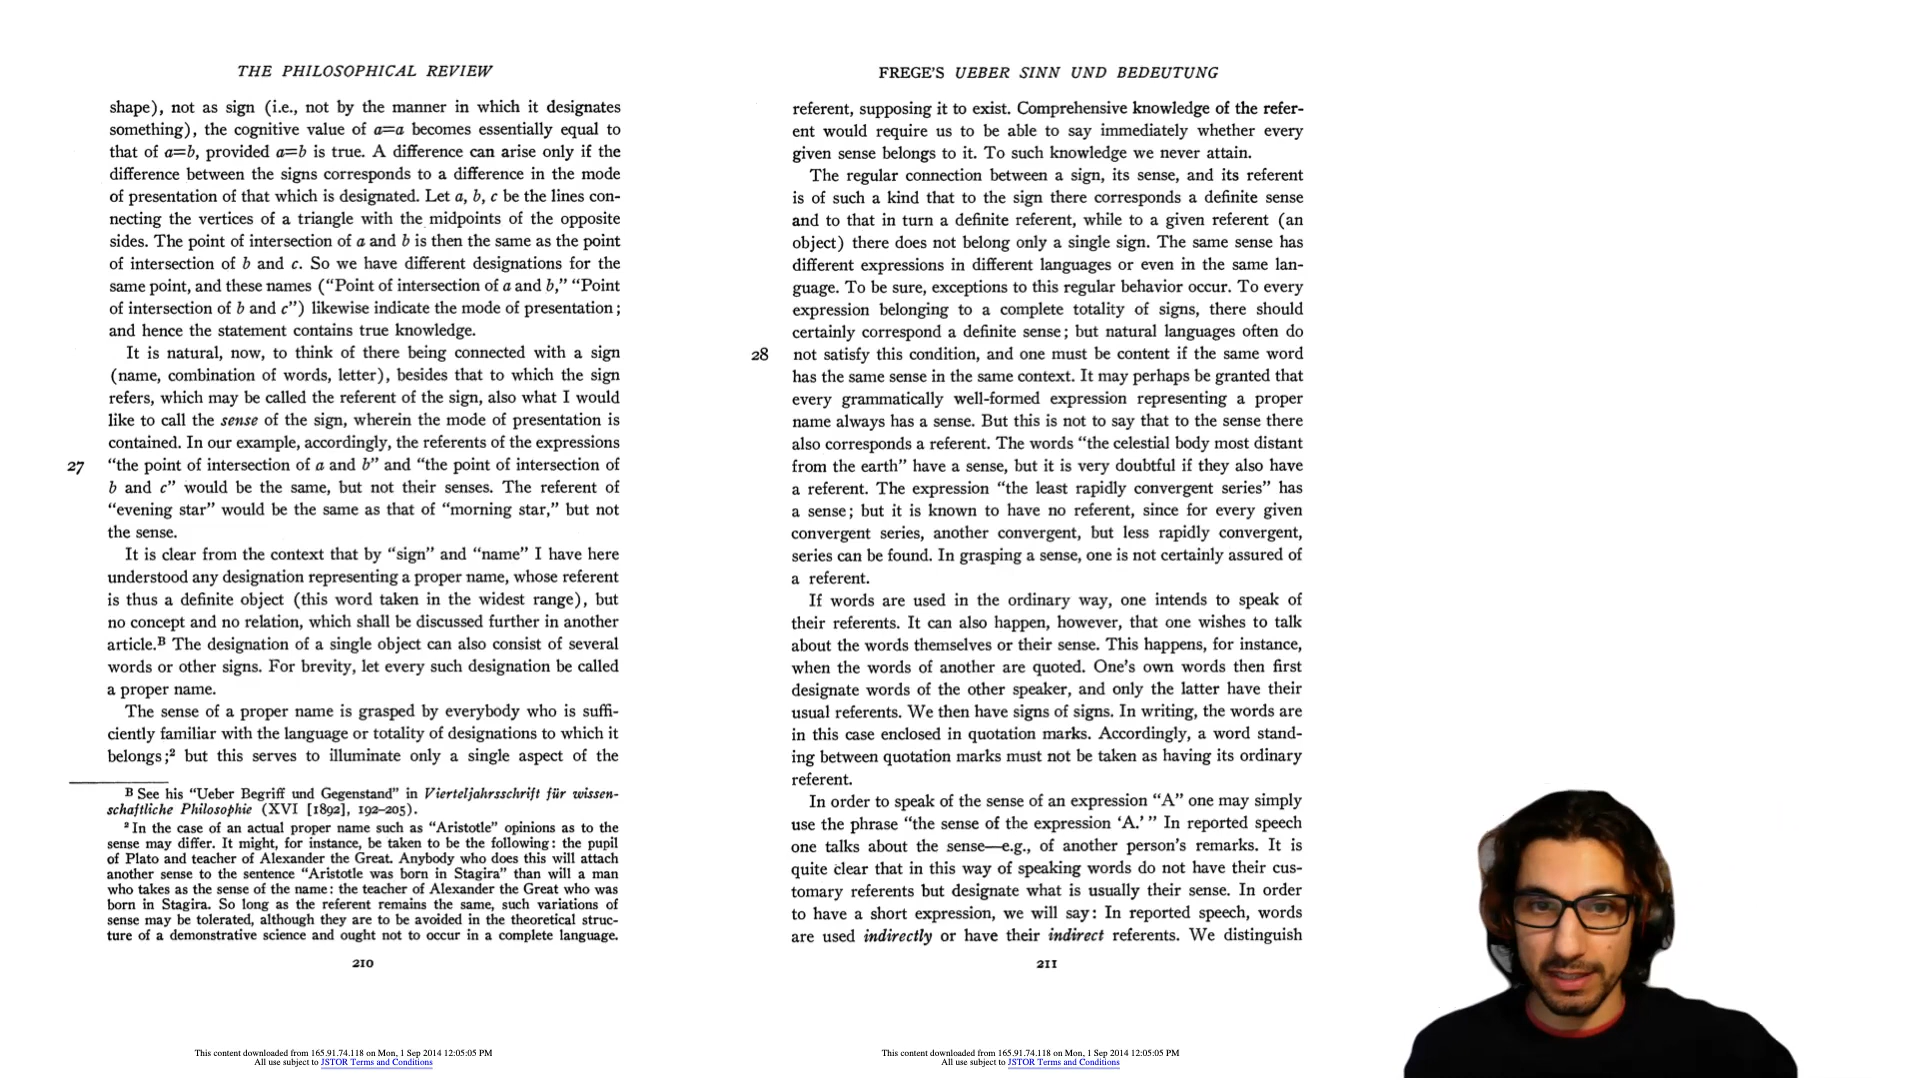 THE PHILOSOPHICAL REVIEW
shape), not as sign (i.e., not by the manner in which it designates
something), the cognitive value of a=a becomes essentially equal to
that of a=b, provided a=b is true. A difference can arise only if the
difference between the signs corresponds to a difference in the mode
of presentation of that which is designated. Let a, b, c be the lines con-
necting the vertices of a triangle with the midpoints of the opposite
sides. The point of intersection of a and b is then the same as the point
of intersection of b and c. So we have different designations for the
same point, and these names (“Point of intersection of a and b,” “Point
of intersection of b and c”) likewise indicate the mode of presentation;
and hence the statement contains true knowledge.
It is natural, now, to think of there being connected with a sign
(name, combination of words, letter), besides that to which the sign
refers, which may be called the referent of the sign, also what I would
like to call the sense of the sign, wherein the mode of presentation is
contained. In our example, accordingly, the referents of the expressions
27 “the point of intersection of a and b” and “the point of intersection of
b and c” would be the same, but not their senses. The referent of
“evening star” would be the same as that of “morning star,” but not
the sense.
It is clear from the context that by “sign” and “name” I have here
understood any designation representing a proper name, whose referent
is thus a definite object (this word taken in the widest range), but
no concept and no relation, which shall be discussed further in another
article.B The designation of a single object can also consist of several
words or other signs. For brevity, let every such designation be called
a proper name.
The sense of a proper name is grasped by everybody who is suffi-
ciently familiar with the language or totality of designations to which it
belongs;² but this serves to illuminate only a single aspect of the
B See his “Ueber Begriff und Gegenstand” in Vierteljahrsschrift für wissen-
schaftliche Philosophie (XVI [1892], 192–205).
² In the case of an actual proper name such as “Aristotle” opinions as to the
sense may differ. It might, for instance, be taken to be the following: the pupil
of Plato and teacher of Alexander the Great. Anybody who does this will attach
another sense to the sentence “Aristotle was born in Stagira” than will a man
who takes as the sense of the name: the teacher of Alexander the Great who was
born in Stagira. So long as the referent remains the same, such variations of
sense may be tolerated, although they are to be avoided in the theoretical struc-
ture of a demonstrative science and ought not to occur in a complete language.
210
This content downloaded from 165.91.74.118 on Mon, 1 Sep 2014 12:05:05 PM
All use subject to JSTOR Terms and Conditions
FREGE'S UEBER SINN UND BEDEUTUNG
referent, supposing it to exist. Comprehensive knowledge of the refer-
ent would require us to be able to say immediately whether every
given sense belongs to it. To such knowledge we never attain.
The regular connection between a sign, its sense, and its referent
is of such a kind that to the sign there corresponds a definite sense
and to that in turn a definite referent, while to a given referent (an
object) there does not belong only a single sign. The same sense has
different expressions in different languages or even in the same lan-
guage. To be sure, exceptions to this regular behavior occur. To every
expression belonging to a complete totality of signs, there should
certainly correspond a definite sense; but natural languages often do
28 not satisfy this condition, and one must be content if the same word
has the same sense in the same context. It may perhaps be granted that
every grammatically well-formed expression representing a proper
name always has a sense. But this is not to say that to the sense there
also corresponds a referent. The words “the celestial body most distant
from the earth” have a sense, but it is very doubtful if they also have
a referent. The expression “the least rapidly convergent series” has
a sense; but it is known to have no referent, since for every given
convergent series, another convergent, but less rapidly convergent,
series can be found. In grasping a sense, one is not certainly assured of
a referent.
If words are used in the ordinary way, one intends to speak of
their referents. It can also happen, however, that one wishes to talk
about the words themselves or their sense. This happens, for instance,
when the words of another are quoted. One's own words then first
designate words of the other speaker, and only the latter have their
usual referents. We then have signs of signs. In writing, the words are
in this case enclosed in quotation marks. Accordingly, a word stand-
ing between quotation marks must not be taken as having its ordinary
referent.
In order to speak of the sense of an expression “A” one may simply
use the phrase “the sense of the expression ‘A.’ ” In reported speech
one talks about the sense—e.g., of another person's remarks. It is
quite clear that in this way of speaking words do not have their cus-
tomary referents but designate what is usually their sense. In order
to have a short expression, we will say: In reported speech, words
are used indirectly or have their indirect referents. We distinguish
211
This content downloaded from 165.91.74.118 on Mon, 1 Sep 2014 12:05:05 PM
All use subject to JSTOR Terms and Conditions